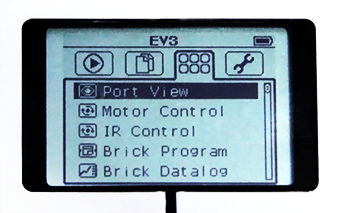 EV3
Port View
Motor Control
IR Control
Brick Program
Brick Datalog